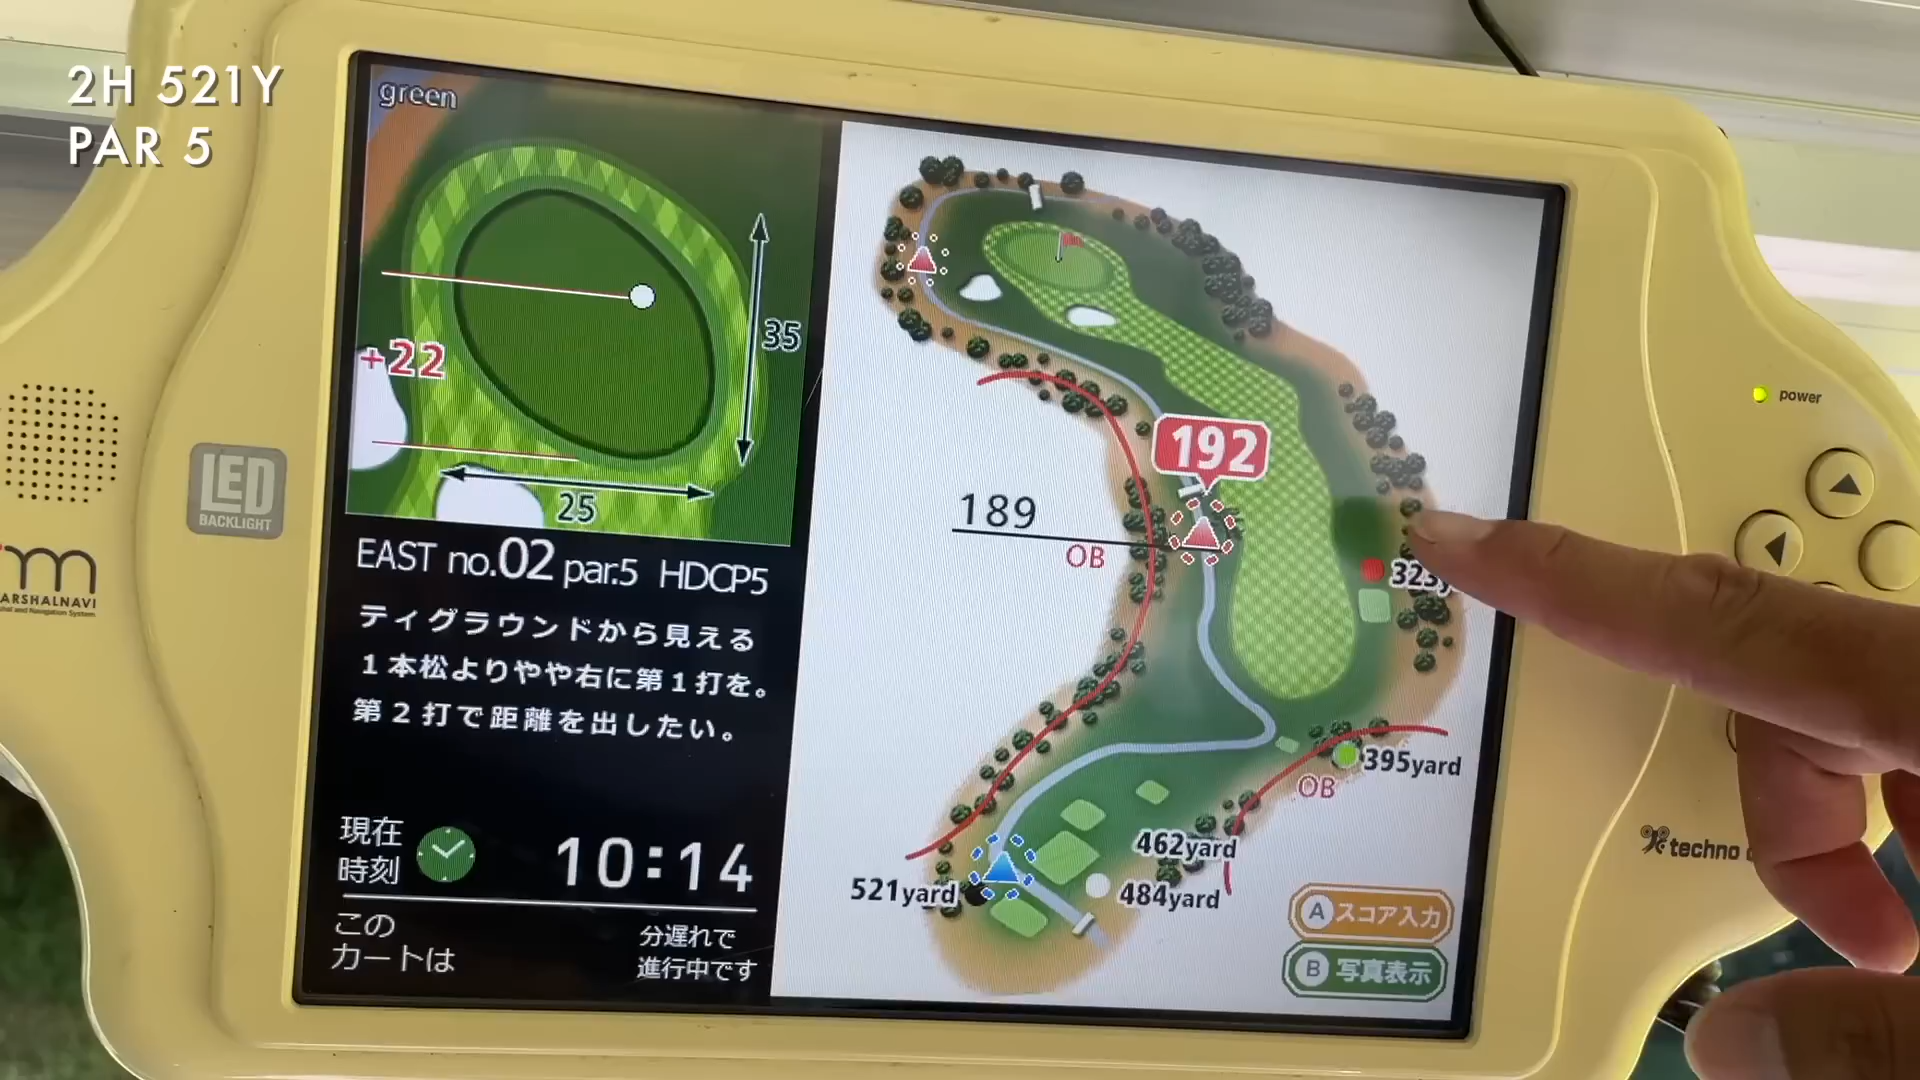 2H 521Y
PAR 5
green
35
+22
25
LED
BACKLIGHT
EAST no.02 par.5 HDCP5
ティグラウンドから見える
1本松よりやや右に第1打を。
第2打で距離を出したい。
現在
時刻
10:14
この
カートは
分遅れで
進行中です
192
189
OB
395yard
OB
462yard
521yard
484yard
A スコア入力
B 写真表示
power
techno